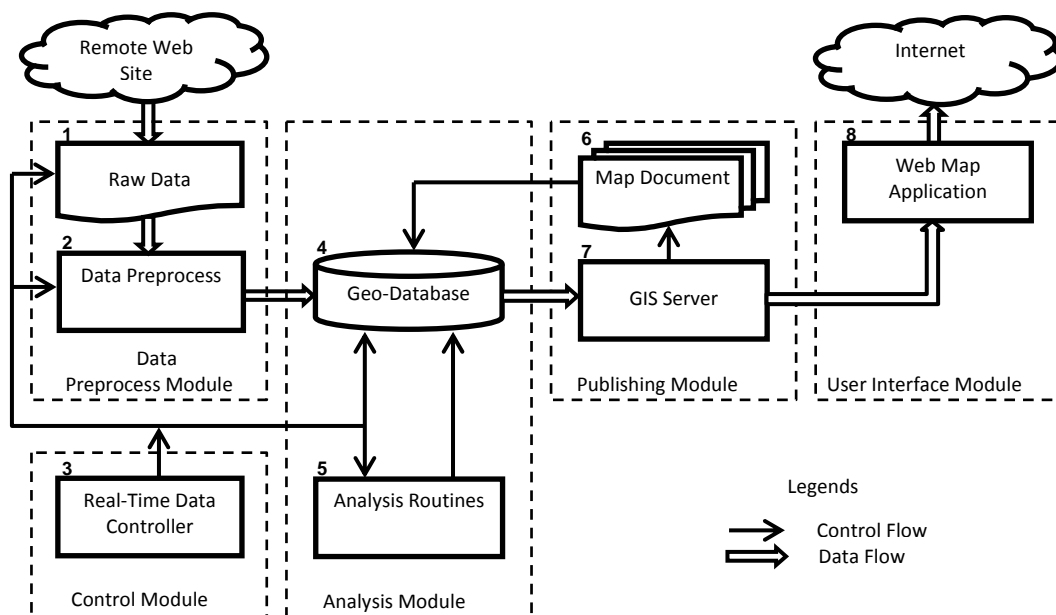 Remote Web
Site
Internet
1
Raw Data
2
Data Preprocess
Data
Preprocess Module
3
Real-Time Data
Controller
Control Module
4
Geo-Database
5
Analysis Routines
Analysis Module
6
Map Document
7
GIS Server
Publishing Module
8
Web Map
Application
User Interface Module
Legends
Control Flow
Data Flow